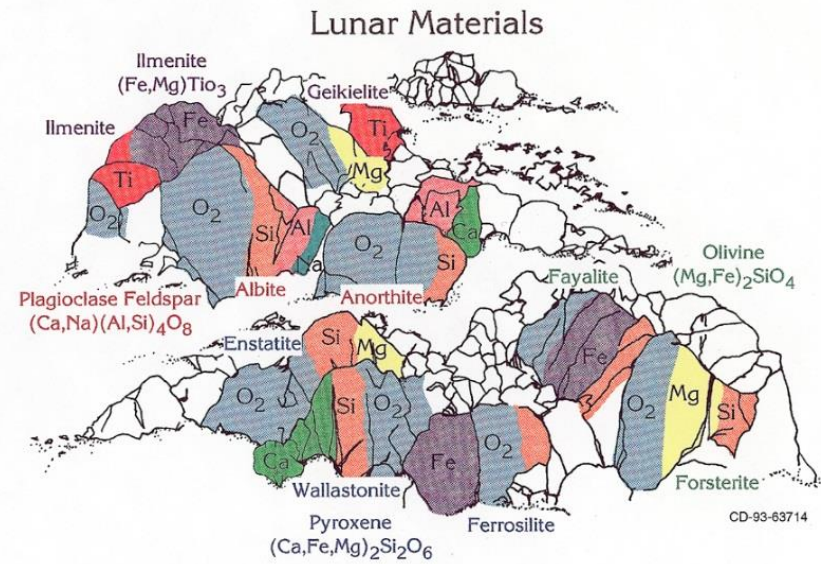 Lunar Materials
Ilmenite
(Fe,Mg)Tio3
Geikielite
Ilmenite
Fe
O2
Ti
Mg
Ti
O2
O2
Si
Al
Na
O2
Al
Ca
Si
Plagioclase Feldspar
(Ca,Na)(Al,Si)4O8
Albite
Anorthite
Fayalite
Olivine
(Mg,Fe)2SiO4
Enstatite
Si
Mg
Fe
O2
Si
O2
Ca
Fe
O2
O2
Mg
Si
Wallastonite
Forsterite
Pyroxene
(Ca,Fe,Mg)2Si2O6
Ferrosilite
CD-93-63714